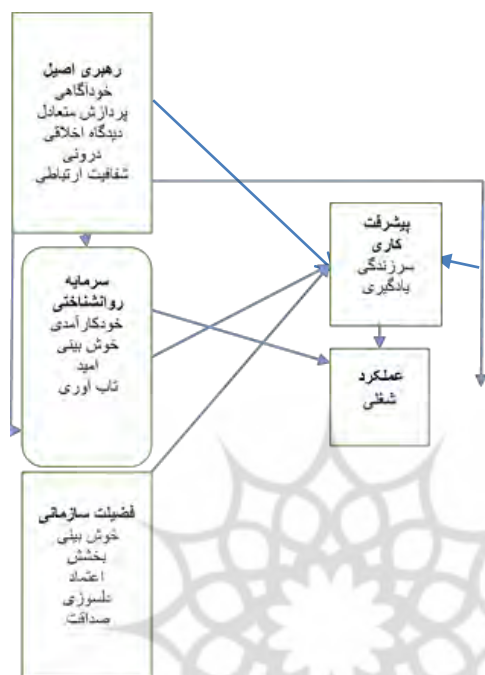 رهبری اصیل
خودآگاهی
پردازش متعادل
دیدگاه اخلاقی
درونی
شفافیت ارتباطی
سرمایه
روانشناختی
خودکارآمدی
خوش بینی
امید
تاب آوری
فضیلت سازمانی
خوش بینی
بخشش
اعتماد
دلسوزی
صداقت
پیشرفت
کاری
سرزندگی
یادگیری
عملکرد
شغلی